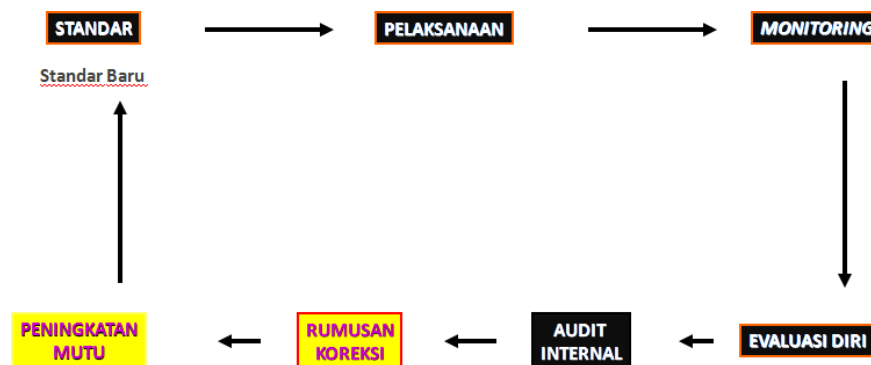 STANDAR
PELAKSANAAN
MONITORING
Standar Baru
PENINGKATAN
MUTU
RUMUSAN
KOREKSI
AUDIT
INTERNAL
EVALUASI DIRI